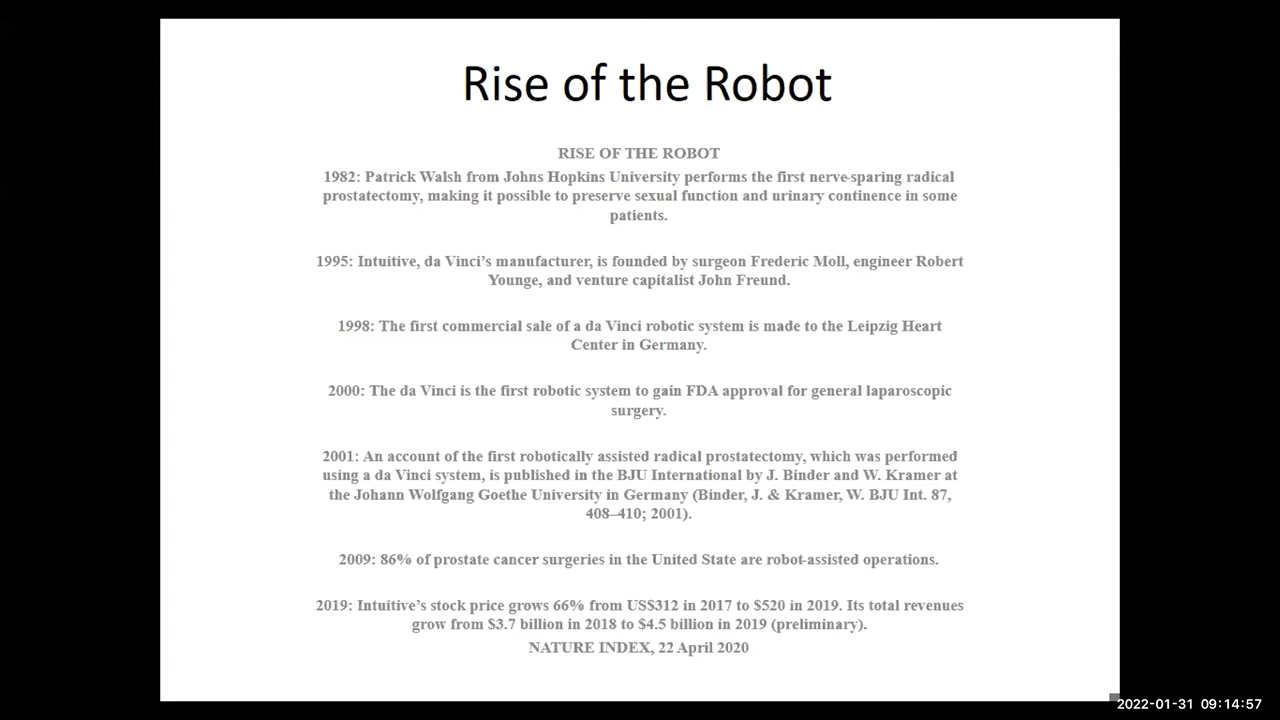 Rise of the Robot
RISE OF THE ROBOT
1982: Patrick Walsh from Johns Hopkins University performs the first nerve-sparing radical
prostatectomy, making it possible to preserve sexual function and urinary continence in some
patients.
1995: Intuitive, da Vinci’s manufacturer, is founded by surgeon Frederic Moll, engineer Robert
Younge, and venture capitalist John Freund.
1998: The first commercial sale of a da Vinci robotic system is made to the Leipzig Heart
Center in Germany.
2000: The da Vinci is the first robotic system to gain FDA approval for general laparoscopic
surgery.
2001: An account of the first robotically assisted radical prostatectomy, which was performed
using a da Vinci system, is published in the BJU International by J. Binder and W. Kramer at
the Johann Wolfgang Goethe University in Germany (Binder, J. & Kramer, W. BJU Int. 87,
408–410; 2001).
2009: 86% of prostate cancer surgeries in the United State are robot-assisted operations.
2019: Intuitive’s stock price grows 66% from US$312 in 2017 to $520 in 2019. Its total revenues
grow from $3.7 billion in 2018 to $4.5 billion in 2019 (preliminary).
NATURE INDEX, 22 April 2020
2022-01-31 09:14:57